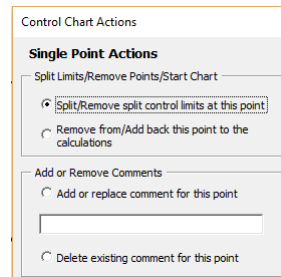 Control Chart Actions
Single Point Actions
Split Limits/Remove Points/Start Chart
Split/Remove split control limits at this point
Remove from/Add back this point to the
calculations
Add or Remove Comments
Add or replace comment for this point
Delete existing comment for this point